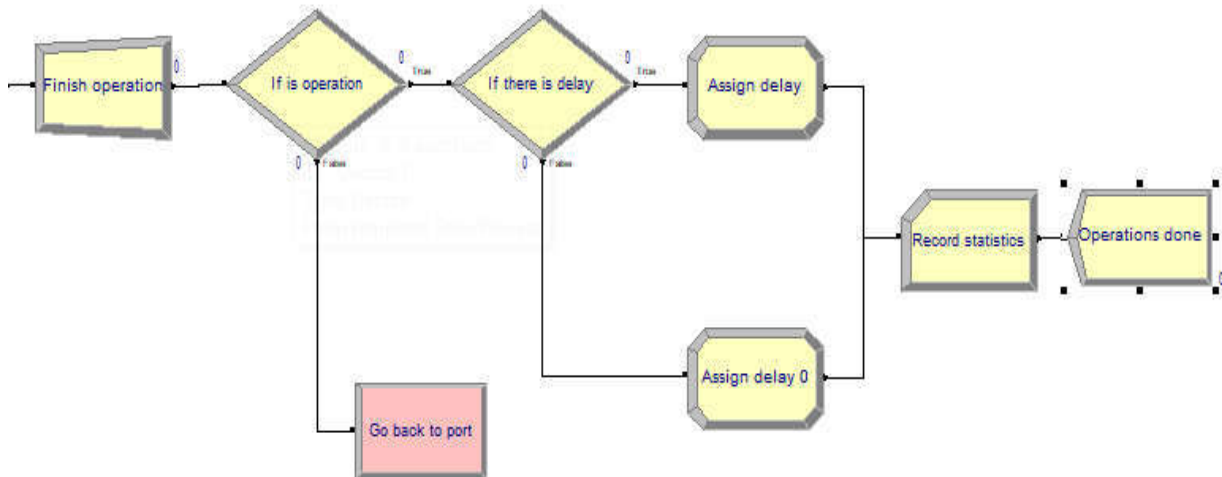 Finish operation
0
If is operation
0
True
0
False
If there is delay
0
True
0
False
Assign delay
Assign delay 0
Go back to port
Record statistics
Operations done
0